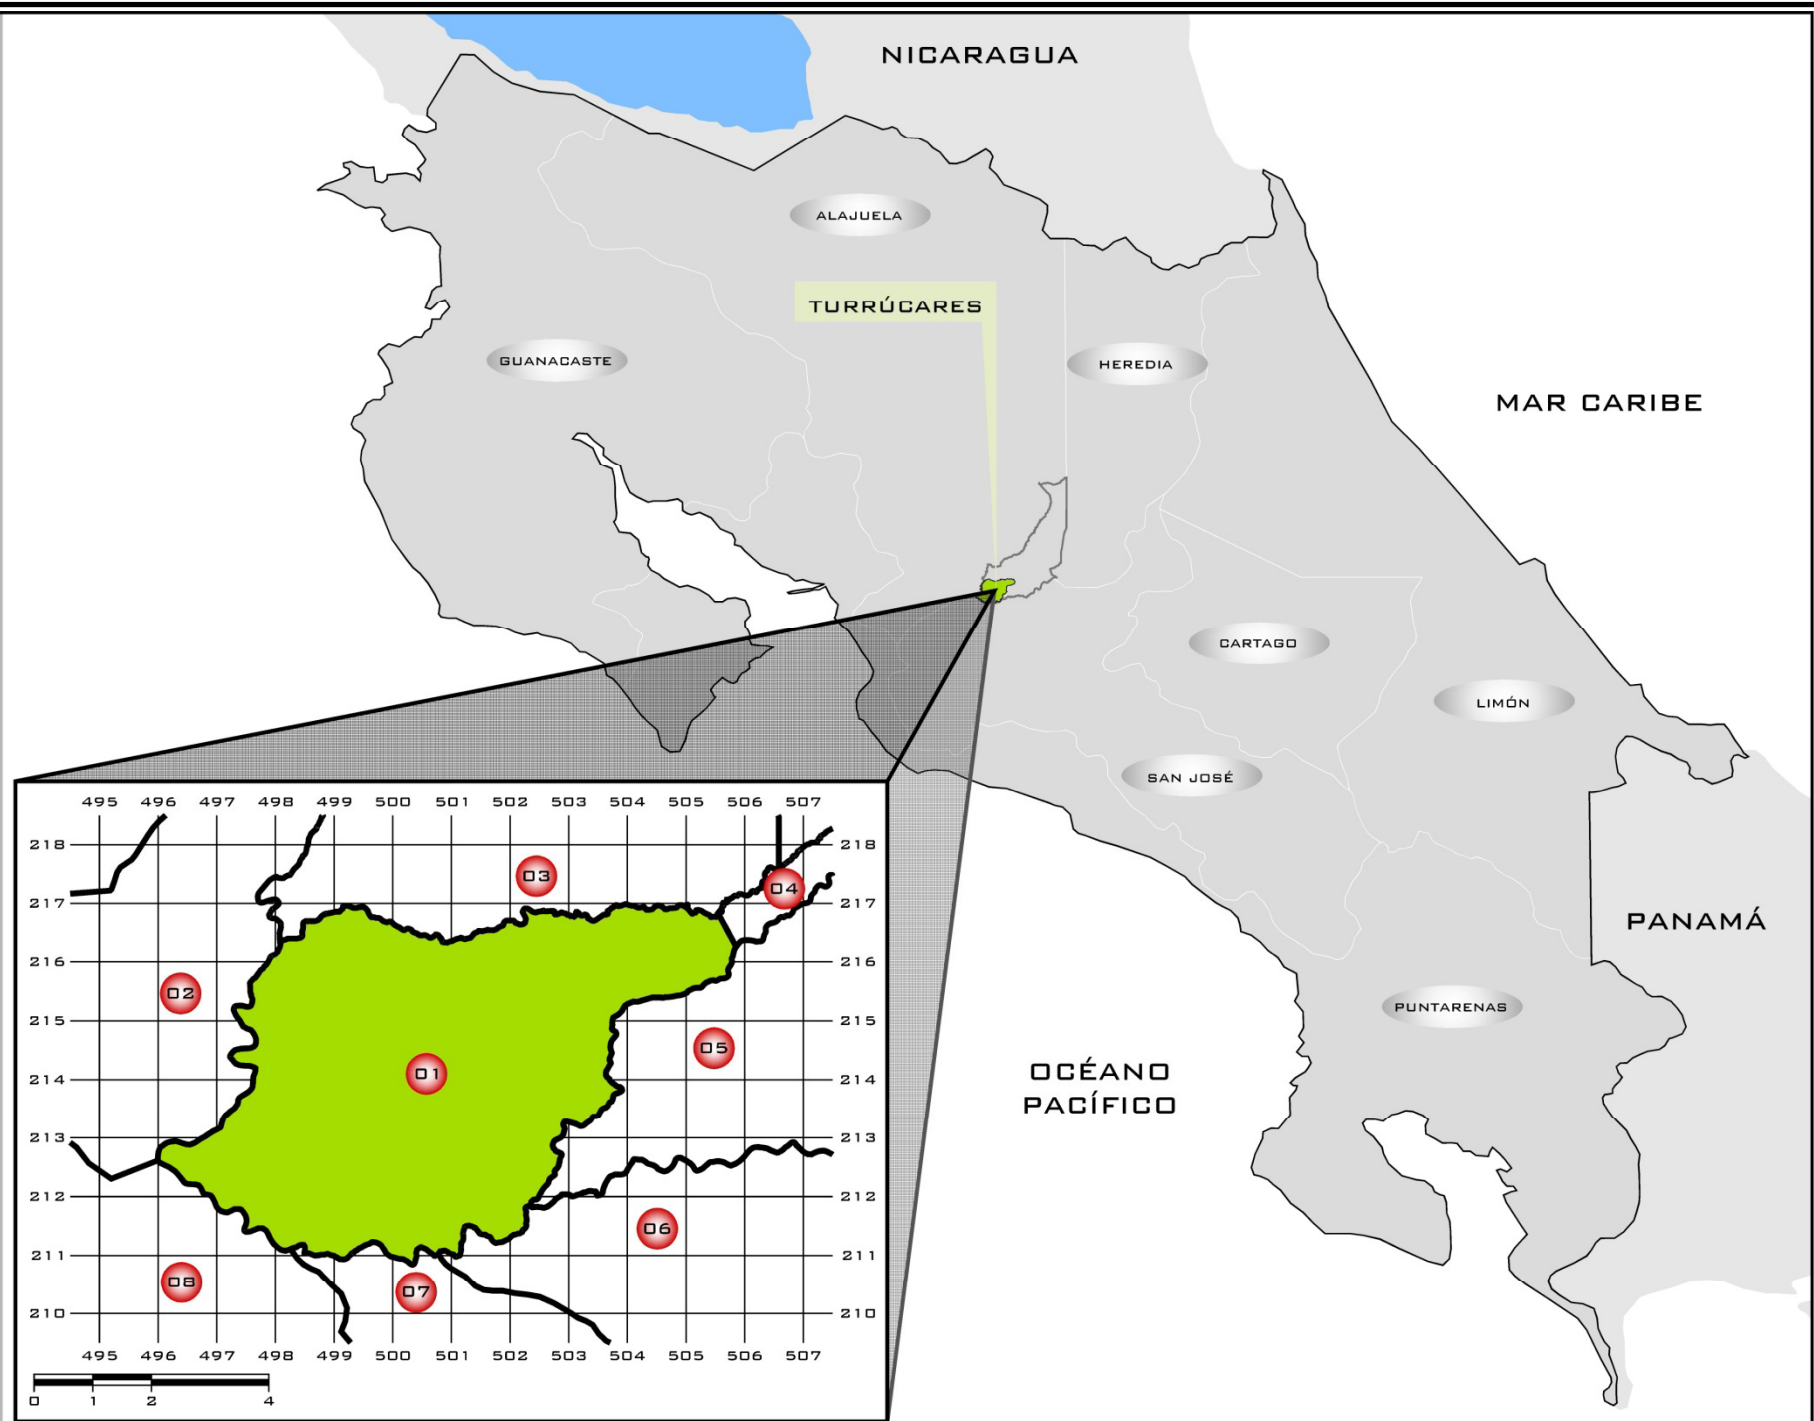 NICARAGUA
ALAJUELA
TURRÚCARES
GUANACASTE
HEREDIA
MAR CARIBE
CARTAGO
LIMÓN
SAN JOSÉ
PANAMÁ
PUNTARENAS
OCÉANO
PACÍFICO
495 496 497 498 499 500 501 502 503 504 505 506 507
218 218
03
04
217 217
216 216
02
215 215
05
01
214 214
213 213
212 212
06
211 211
08
07
210 210
495 496 497 498 499 500 501 502 503 504 505 506 507
0 1 2 4